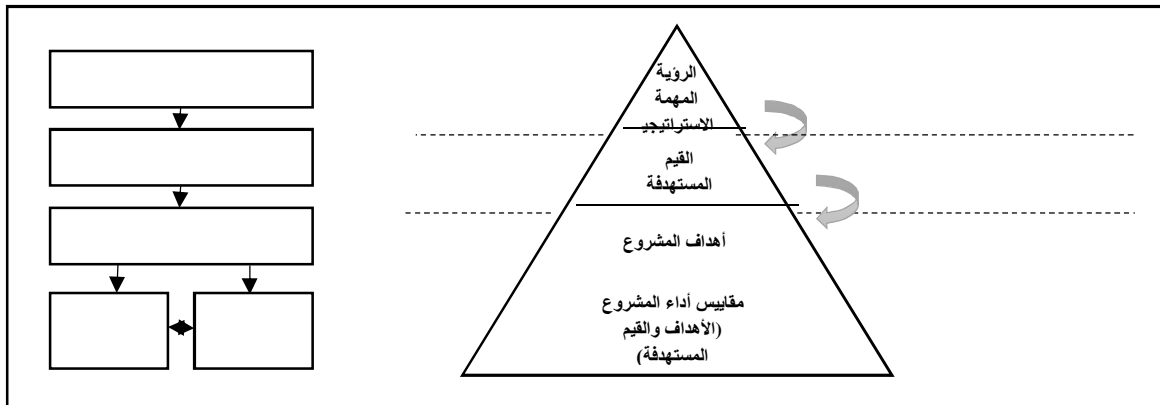 الرؤية
المهمة
الاستراتيجي
القيم
المستهدفة
أهداف المشروع
مقاييس أداء المشروع
(الأهداف والقيم
المستهدفة)